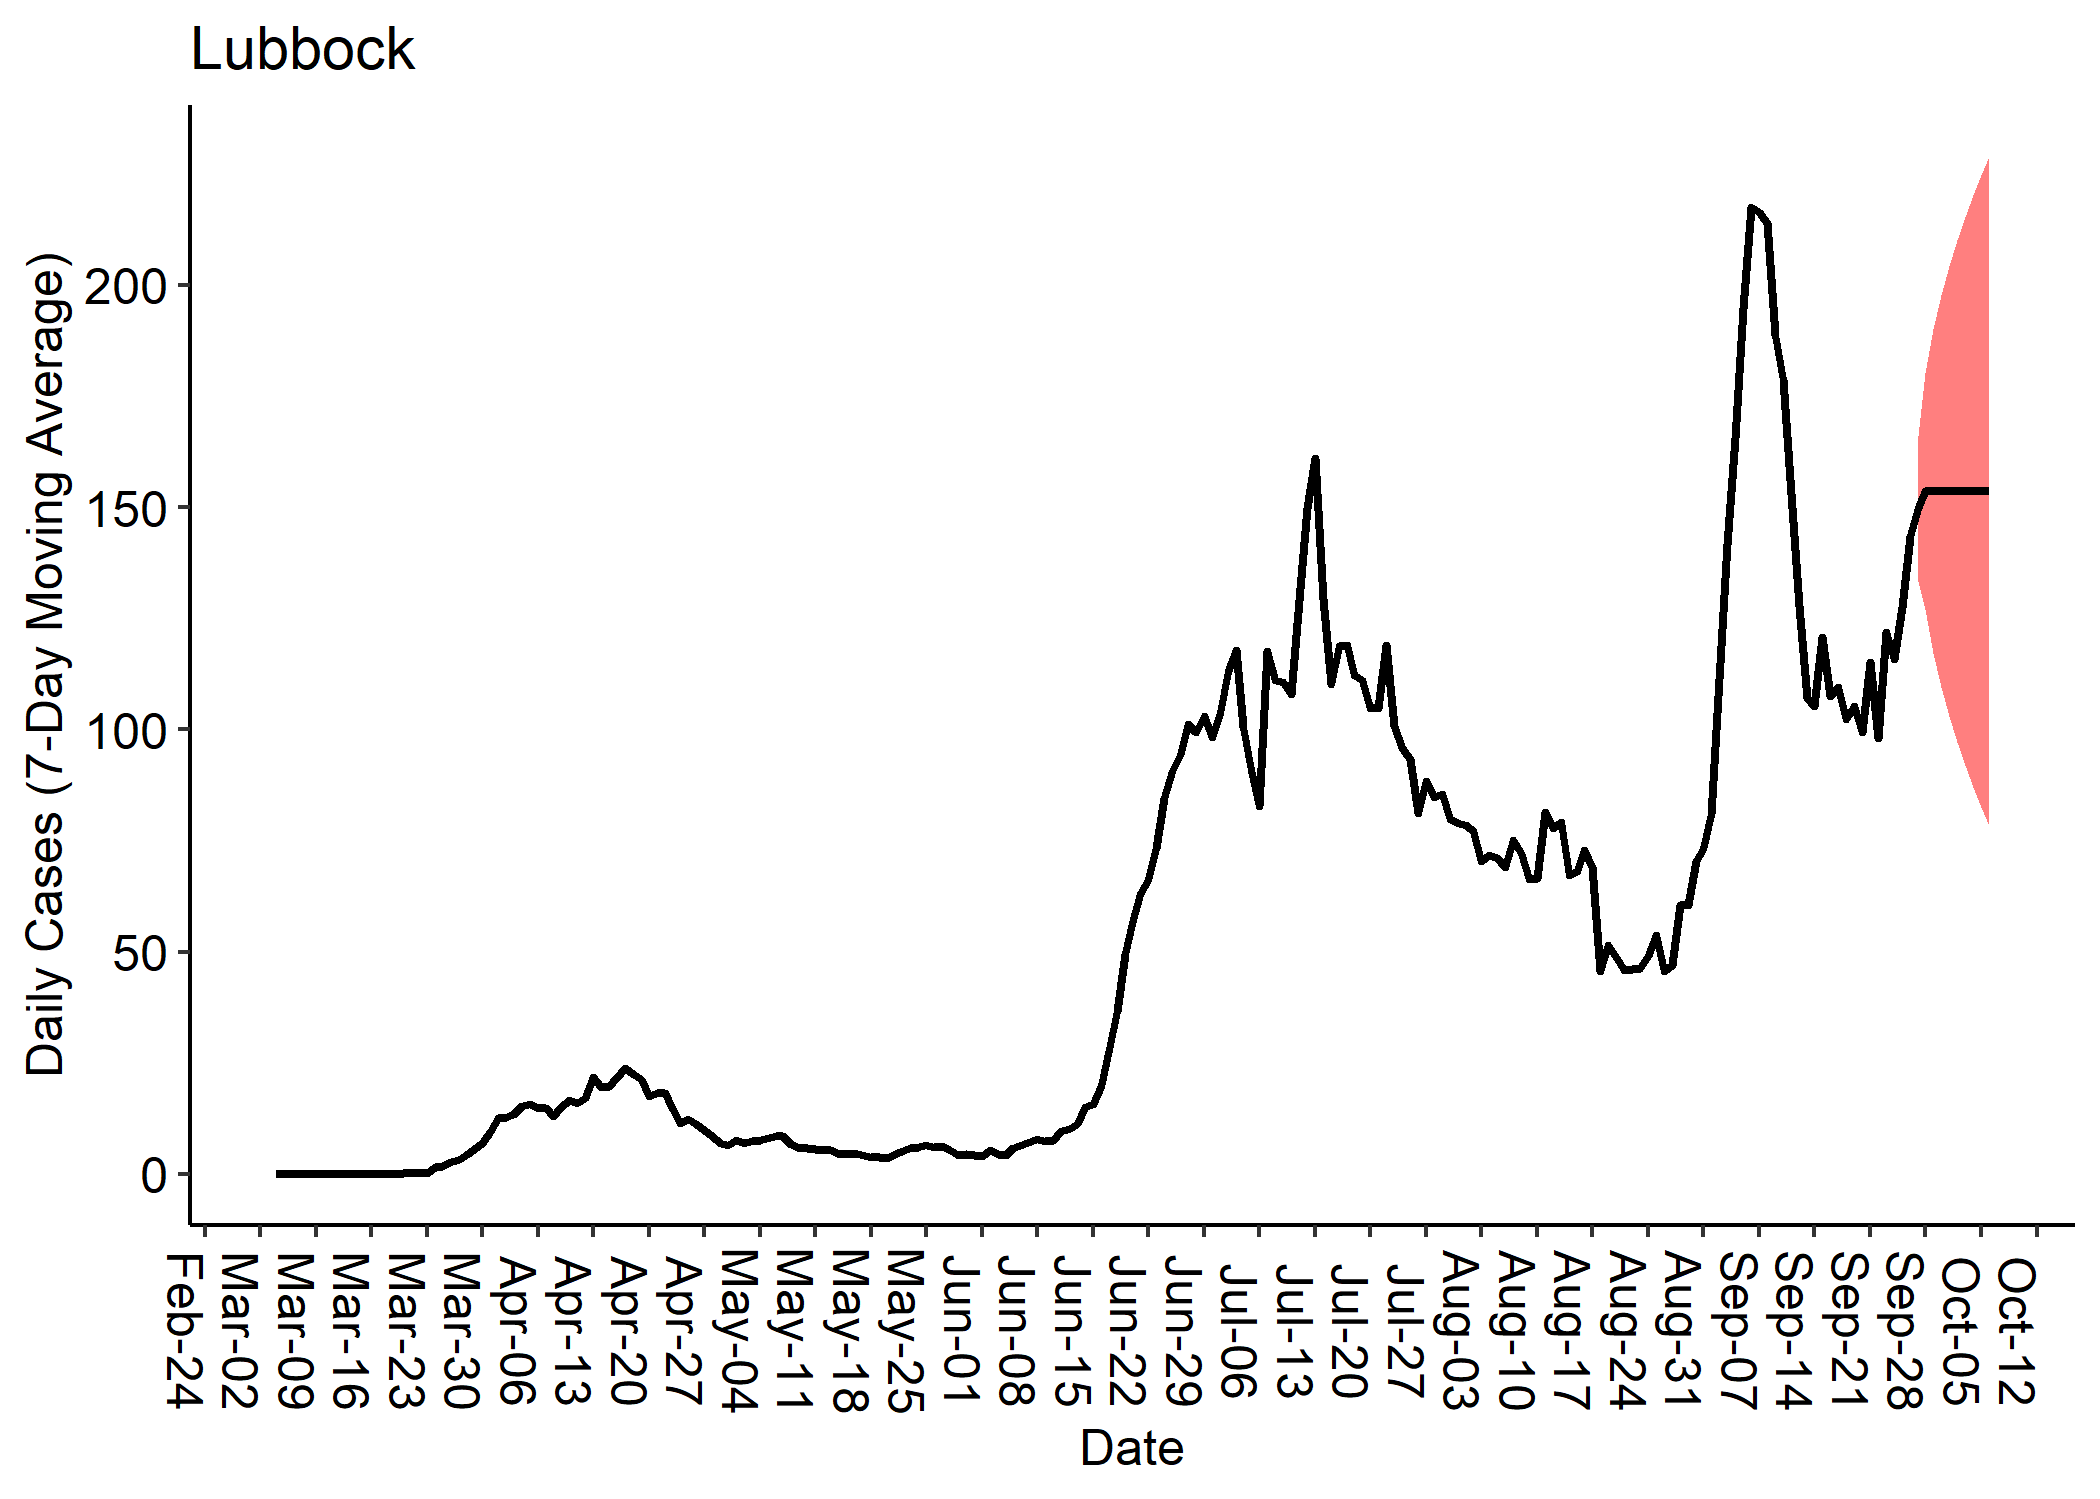 Lubbock
Daily Cases (7-Day Moving Average)
200
150
100
50
0
Feb-24
Mar-02
Mar-09
Mar-16
Mar-23
Mar-30
Apr-06
Apr-13
Apr-20
Apr-27
May-04
May-11
May-18
May-25
Jun-01
Jun-08
Jun-15
Jun-22
Jun-29
Jul-06
Jul-13
Jul-20
Jul-27
Aug-03
Aug-10
Aug-17
Aug-24
Aug-31
Sep-07
Sep-14
Sep-21
Sep-28
Oct-05
Oct-12
Date